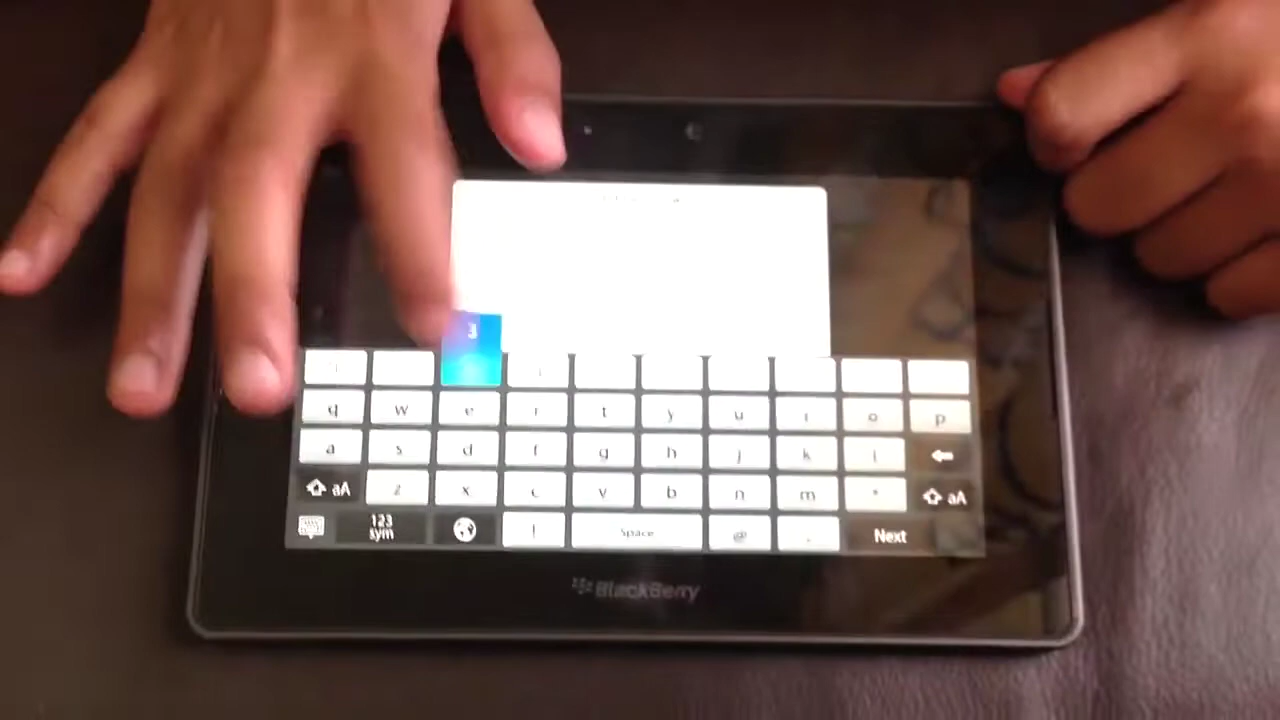 3
q w e r t y u i o p
a s d f g h j k l
aA z x c v b n m * aA
123
sym ! Space @ . Next
BlackBerry